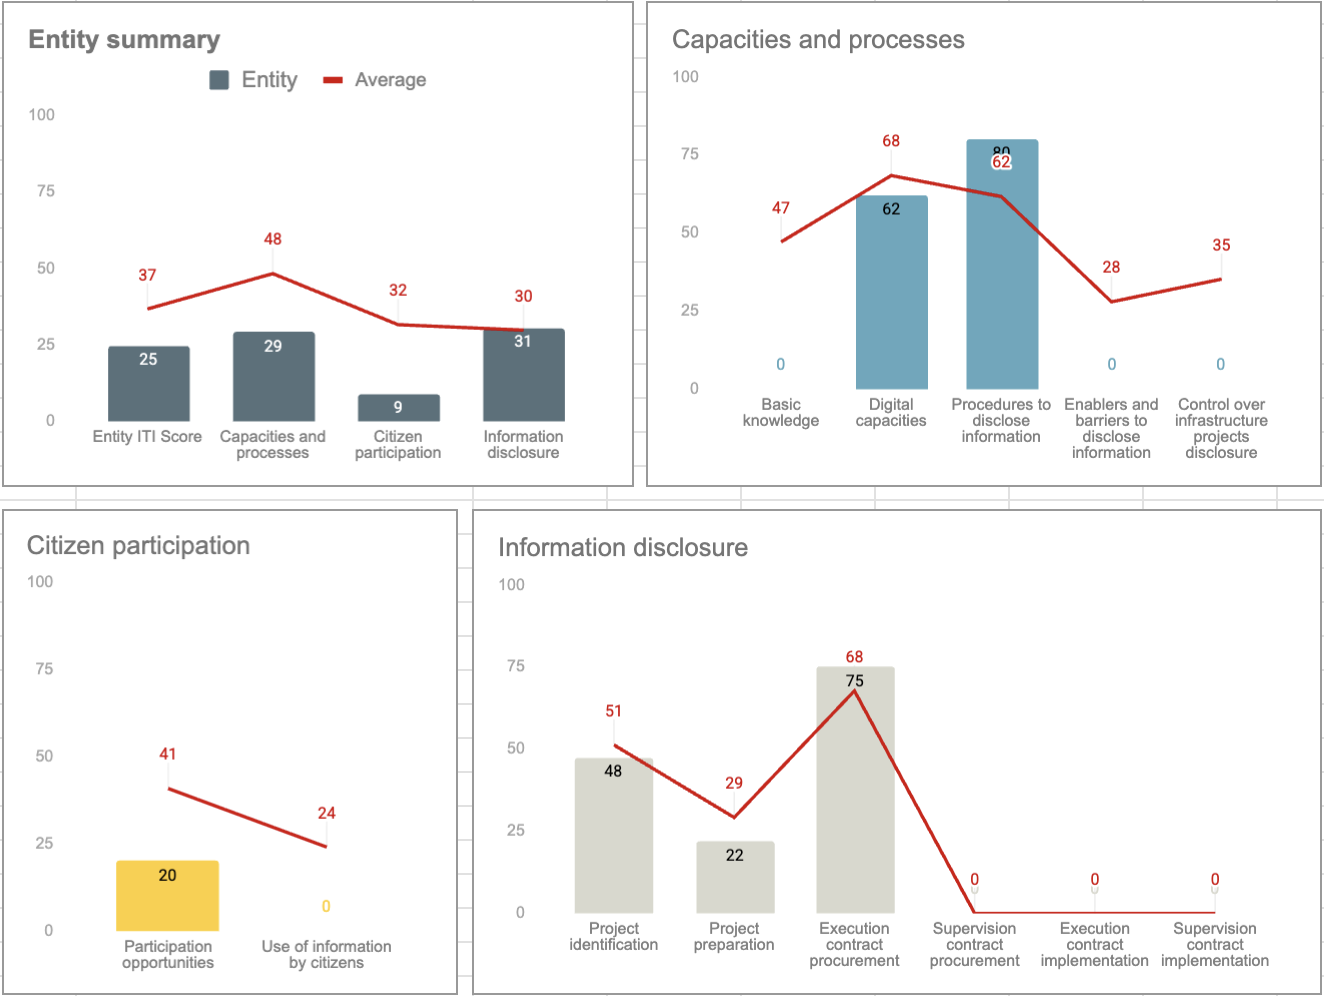 Entity summary
Entity
Average
100
75
50
25
0
37
48
32
30
25
29
9
31
Entity ITI Score
Capacities and
processes
Citizen
participation
Information
disclosure
Capacities and processes
100
75
50
25
0
47
68
80
62
28
35
0
62
0
0
Basic
knowledge
Digital
capacities
Procedures to
disclose
information
Enablers and
barriers to
disclose
information
Control over
infrastructure
projects
disclosure
Citizen participation
100
75
50
25
0
41
24
20
0
Participation
opportunities
Use of information
by citizens
Information disclosure
100
75
50
25
0
51
29
68
0
0
0
48
22
75
0
0
0
Project
identification
Project
preparation
Execution
contract
procurement
Supervision
contract
procurement
Execution
contract
implementation
Supervision
contract
implementation